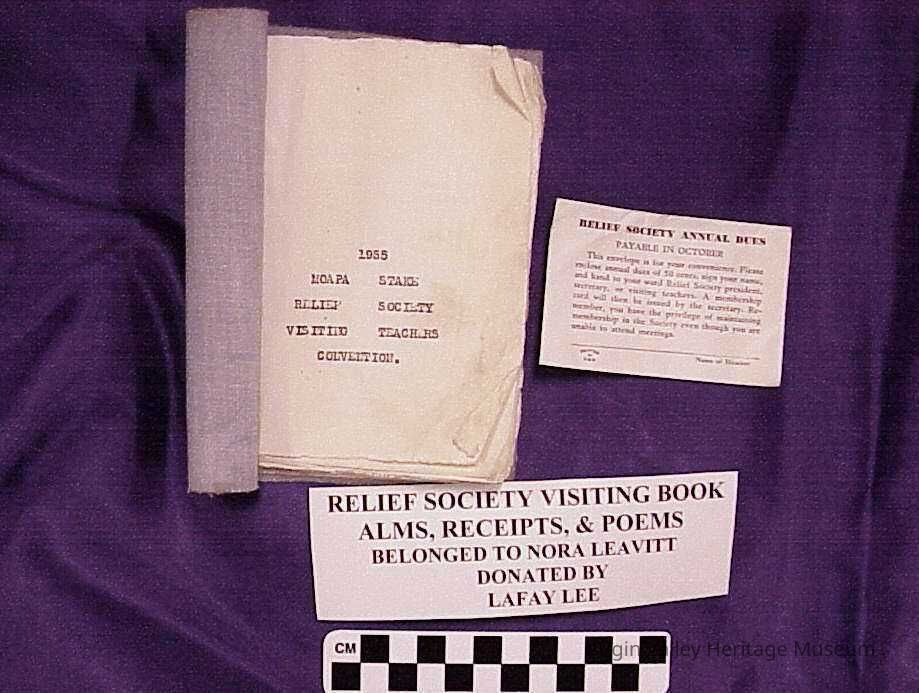 1955
MOAPA STAKE
RELIEF SOCIETY
VISITING TEACHERS
CONVENTION.
RELIEF SOCIETY ANNUAL DUES
PAYABLE IN OCTOBER
This envelope is for your convenience. Please
enclose annual dues of 50 cents, sign your name,
and hand to your ward Relief Society president,
secretary, or visiting teachers. A membership
card will then be issued by the secretary. Re-
member, you have the privilege of maintaining
membership in the Society even though you are
unable to attend meetings.
Name of Member
RELIEF SOCIETY VISITING BOOK
ALMS, RECEIPTS, & POEMS
BELONGED TO NORA LEAVITT
DONATED BY
LAFAY LEE
CM
Virgin Valley Heritage Museum